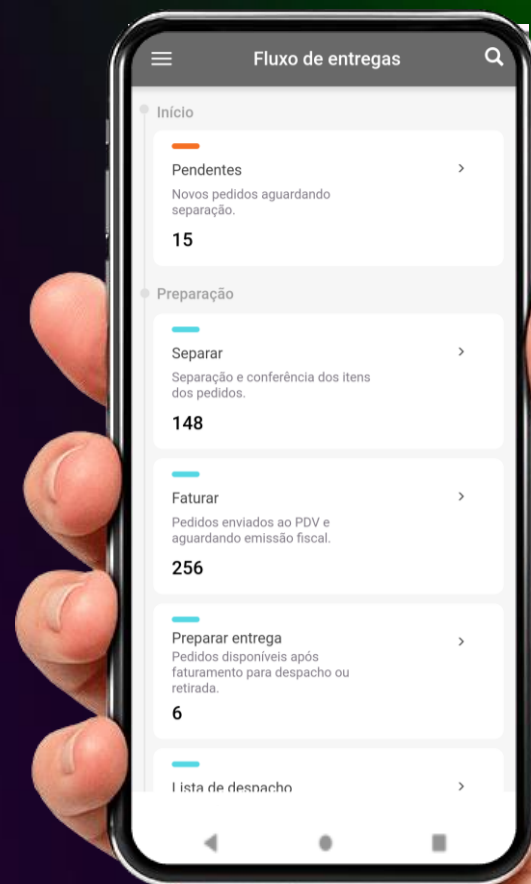 Fluxo de entregas
Início
Pendentes
Novos pedidos aguardando
separação.
15
Preparação
Separar
Separação e conferência dos itens
dos pedidos.
148
Faturar
Pedidos enviados ao PDV e
aguardando emissão fiscal.
256
Preparar entrega
Pedidos disponíveis após
faturamento para despacho ou
retirada.
6
Lista de despacho